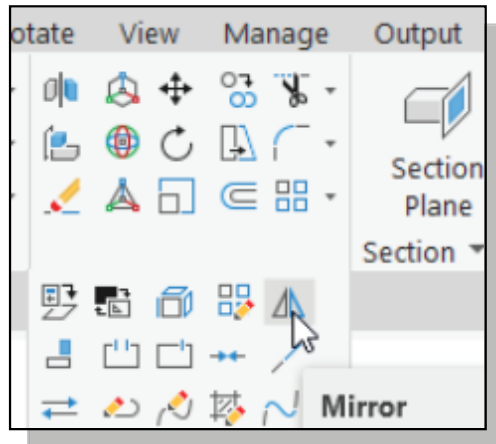 otate View Manage Output
Section
Plane
Section
Mirror